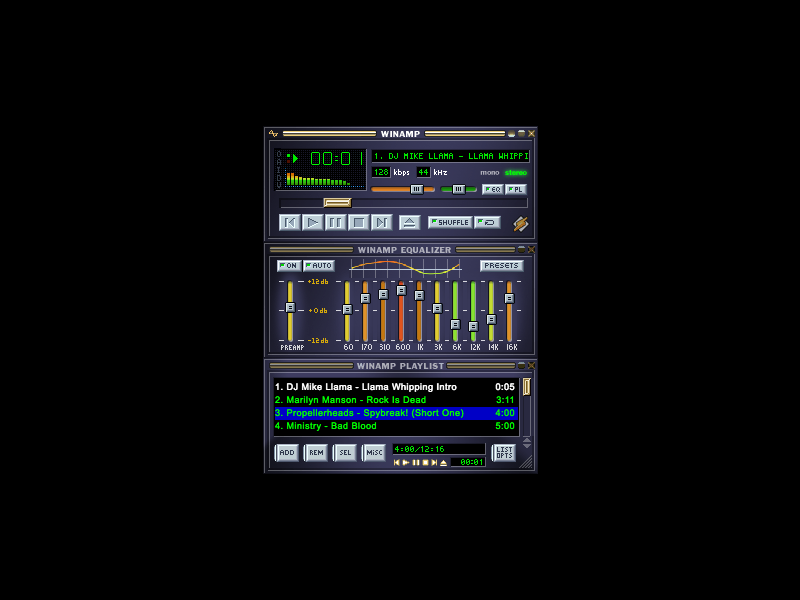 WINAMP
O A I D V
00:01
1. DJ MIKE LLAMA - LLAMA WHIPPI
128 kbps 44 kHz mono stereo
EQ PL
SHUFFLE
WINAMP EQUALIZER
ON AUTO PRESETS
+12 db
+0 db
-12 db
PREAMP 60 170 310 600 1K 3K 6K 12K 14K 16K
WINAMP PLAYLIST
1. DJ Mike Llama - Llama Whipping Intro 0:05
2. Marilyn Manson - Rock Is Dead 3:11
3. Propellerheads - Spybreak! (Short One) 4:00
4. Ministry - Bad Blood 5:00
ADD REM SEL MISC 4:00/12:16 LIST OPTS
00:01